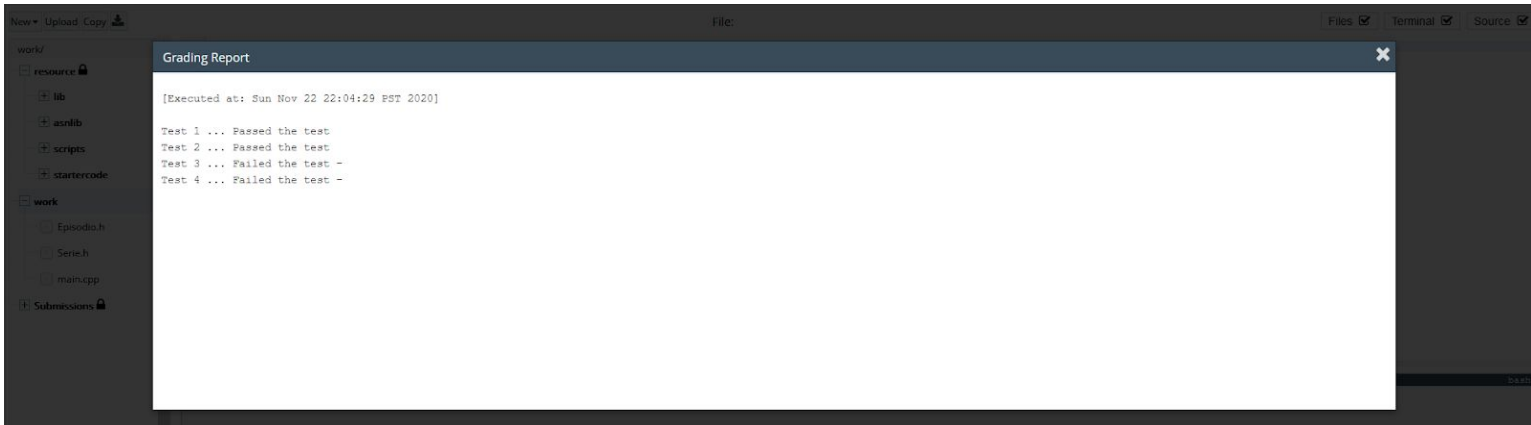 New Upload Copy
File:
Files Terminal Source
work/
Grading Report
resource
[Executed at: Sun Nov 22 22:04:29 PST 2020]
lib
asnlib
scripts
startercode
Test 1 ... Passed the test
Test 2 ... Passed the test
Test 3 ... Failed the test -
Test 4 ... Failed the test -
work
Episodio.h
Serie.h
main.cpp
Submissions